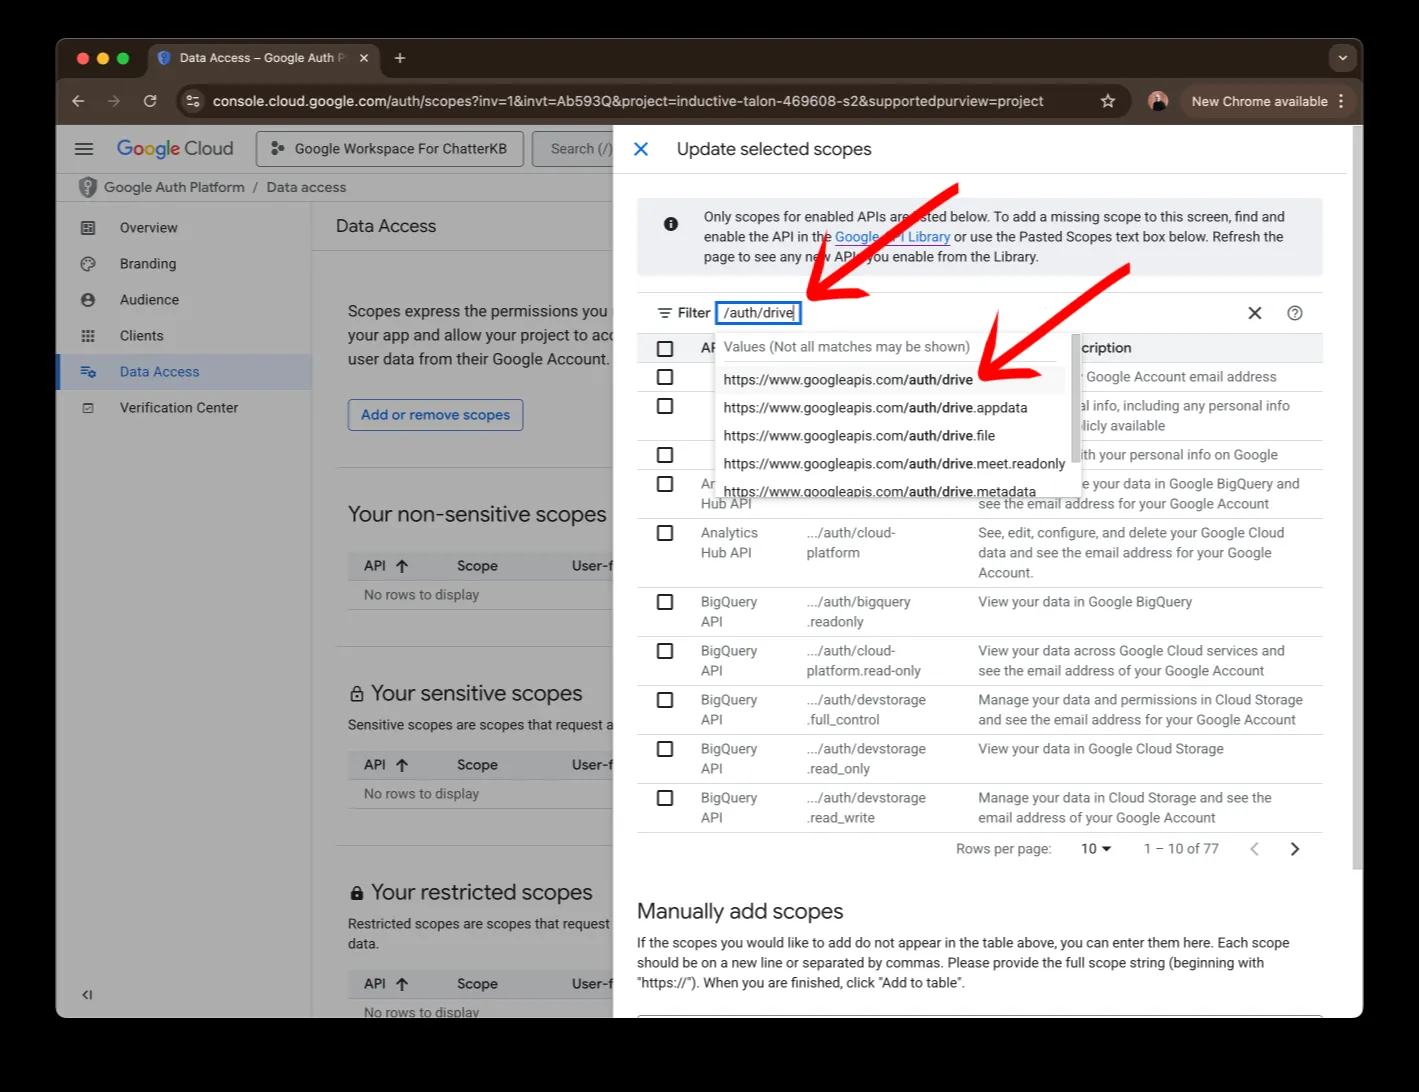 Data Access – Google Auth P
New Chrome available
console.cloud.google.com/auth/scopes?inv=1&invt=Ab593Q&project=inductive-talon-469608-s2&supportedpurview=project
Google Cloud
Google Workspace For ChatterKB
Search (/)
Google Auth Platform / Data access
Overview
Branding
Audience
Clients
Data Access
Verification Center
Data Access
Scopes express the permissions you
your app and allow your project to acc
user data from their Google Account.
Add or remove scopes
Your non-sensitive scopes
API Scope User-f
No rows to display
Your sensitive scopes
Sensitive scopes are scopes that request a
API Scope User-f
No rows to display
Your restricted scopes
Restricted scopes are scopes that request
data.
API Scope User-f
No rows to display
Update selected scopes
Only scopes for enabled APIs are listed below. To add a missing scope to this screen, find and
enable the API in the Google API Library or use the Pasted Scopes text box below. Refresh the
page to see any new APIs you enable from the Library.
Filter /auth/drive
AP cription
Values (Not all matches may be shown)
https://www.googleapis.com/auth/drive
https://www.googleapis.com/auth/drive.appdata
https://www.googleapis.com/auth/drive.file
https://www.googleapis.com/auth/drive.meet.readonly
https://www.googleapis.com/auth/drive.metadata
Google Account email address
al info, including any personal info
licly available
ith your personal info on Google
An e your data in Google BigQuery and
Hub API see the email address for your Google Account
Analytics .../auth/cloud- See, edit, configure, and delete your Google Cloud
Hub API platform data and see the email address for your Google
Account.
BigQuery .../auth/bigquery View your data in Google BigQuery
API .readonly
BigQuery .../auth/cloud- View your data across Google Cloud services and
API platform.read-only see the email address of your Google Account
BigQuery .../auth/devstorage Manage your data and permissions in Cloud Storage
API .full_control and see the email address for your Google Account
BigQuery .../auth/devstorage View your data in Google Cloud Storage
API .read_only
BigQuery .../auth/devstorage Manage your data in Cloud Storage and see the
API .read_write email address of your Google Account
Rows per page: 10 1 – 10 of 77
Manually add scopes
If the scopes you would like to add do not appear in the table above, you can enter them here. Each scope
should be on a new line or separated by commas. Please provide the full scope string (beginning with
"https://"). When you are finished, click "Add to table".